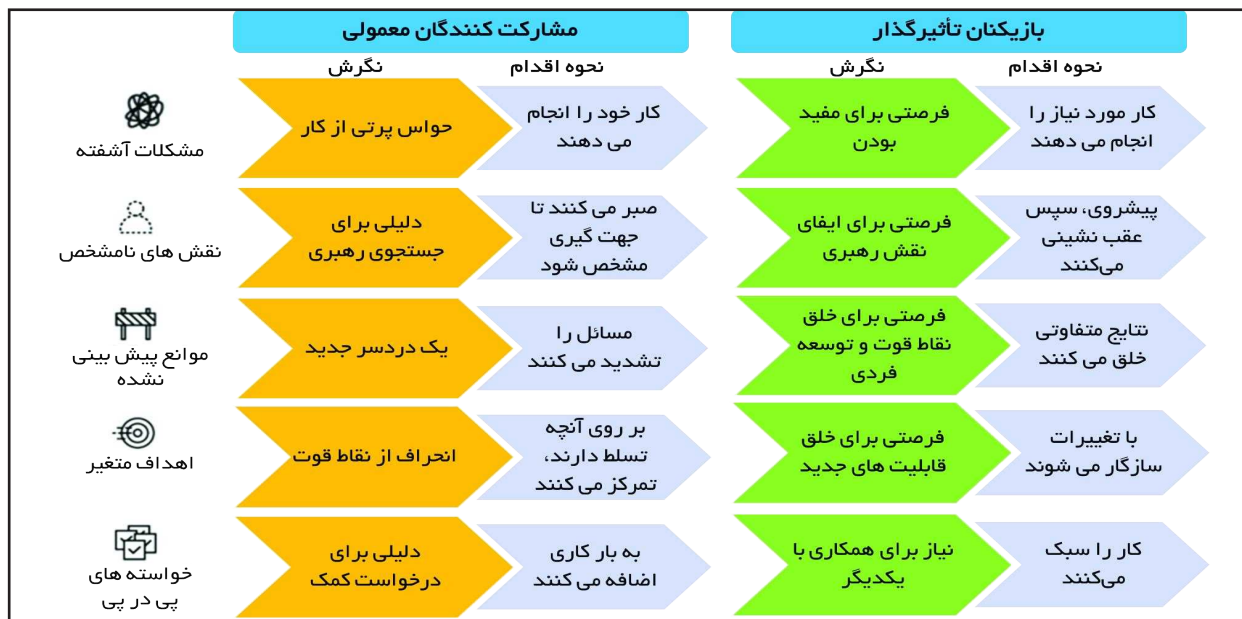 مشارکت کنندگان معمولی
بازیکنان تأثیرگذار
نگرش
نحوه اقدام
نگرش
نحوه اقدام
مشکلات آشفته
حواس پرتی از کار
کار خود را انجام
می دهند
فرصتی برای مفید
بودن
کار مورد نیاز را
انجام می دهند
نقش های نامشخص
دلیلی برای
جستجوی رهبری
صبر می کنند تا
جهت گیری
مشخص شود
فرصتی برای ایفای
نقش رهبری
پیشروی، سپس
عقب نشینی
می‌کنند
موانع پیش بینی
نشده
یک دردسر جدید
مسائل را
تشدید می کنند
فرصتی برای خلق
نقاط قوت و توسعه
فردی
نتایج متفاوتی
خلق می کنند
اهداف متغیر
انحراف از نقاط قوت
بر روی آنچه
تسلط دارند،
تمرکز می کنند
فرصتی برای خلق
قابلیت های جدید
با تغییرات
سازگار می شوند
خواسته های
پی در پی
دلیلی برای
درخواست کمک
به بار کاری
اضافه می کنند
نیاز برای همکاری با
یکدیگر
کار را سبک
می‌کنند